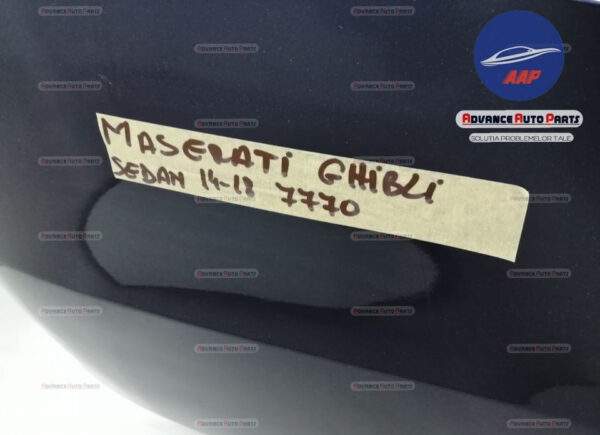 AAP
ADVANCE AUTO PARTS
SOLUTIA PROBLEMELOR TALE
MASERATI GHIBLI
SEDAN 14-18 7770